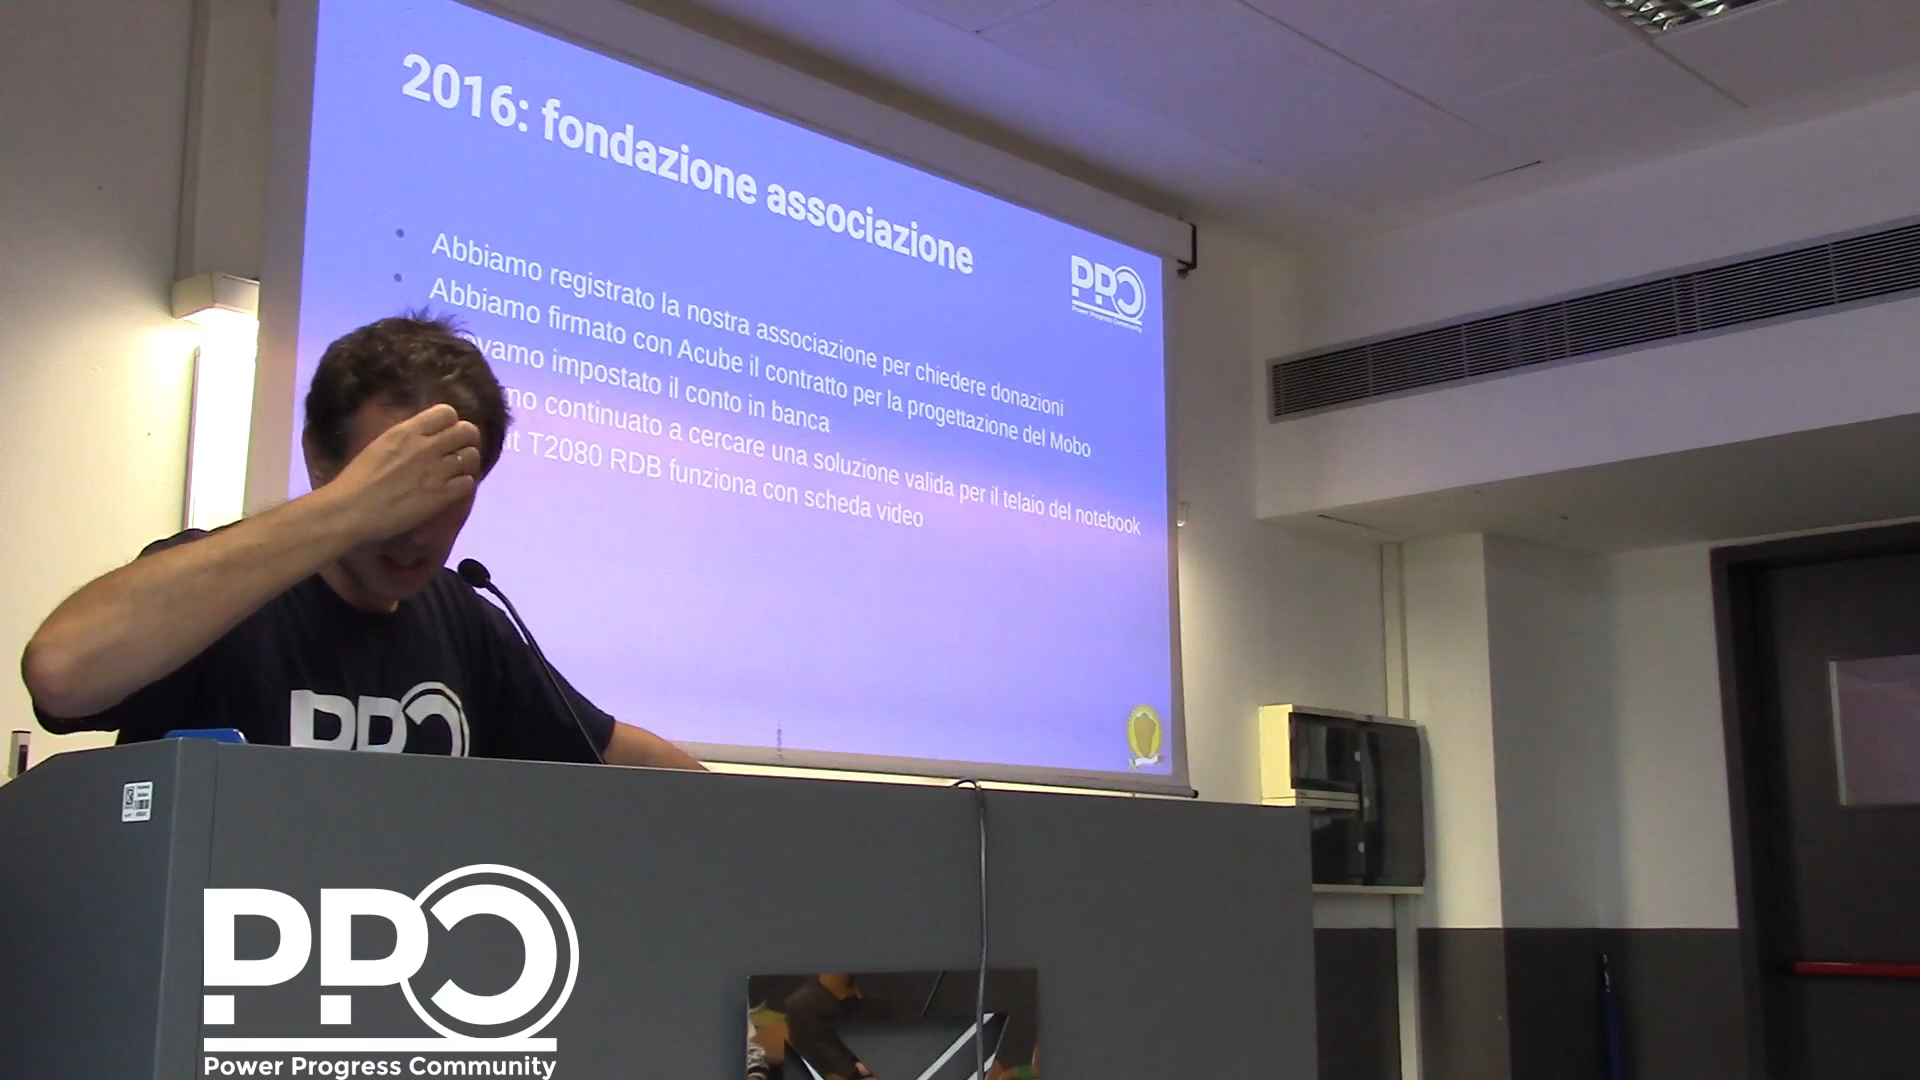 2016: fondazione associazione
Abbiamo registrato la nostra associazione per chiedere donazioni
Abbiamo firmato con Acube il contratto per la progettazione del Mobo
impostato il conto in banca
continuato a cercare una soluzione valida per il telaio del notebook
T2080 RDB funziona con scheda video
PPC
Power Progress Community
PPC
PPC
Power Progress Community